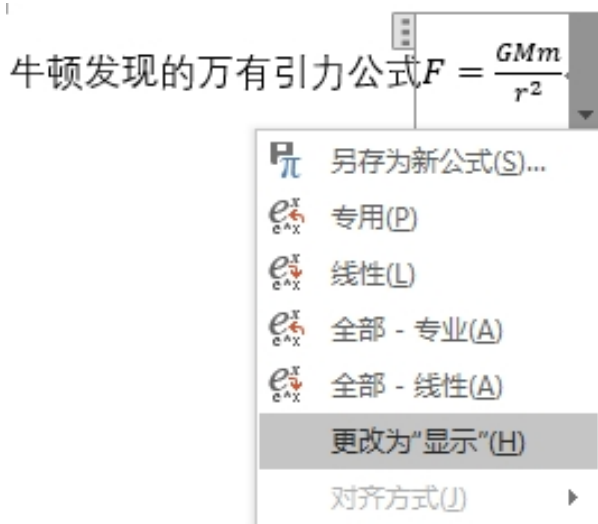 牛顿发现的万有引力公式F = GMm/r²
另存为新公式(S)...
专用(P)
线性(L)
全部 - 专业(A)
全部 - 线性(A)
更改为“显示”(H)
对齐方式(J)